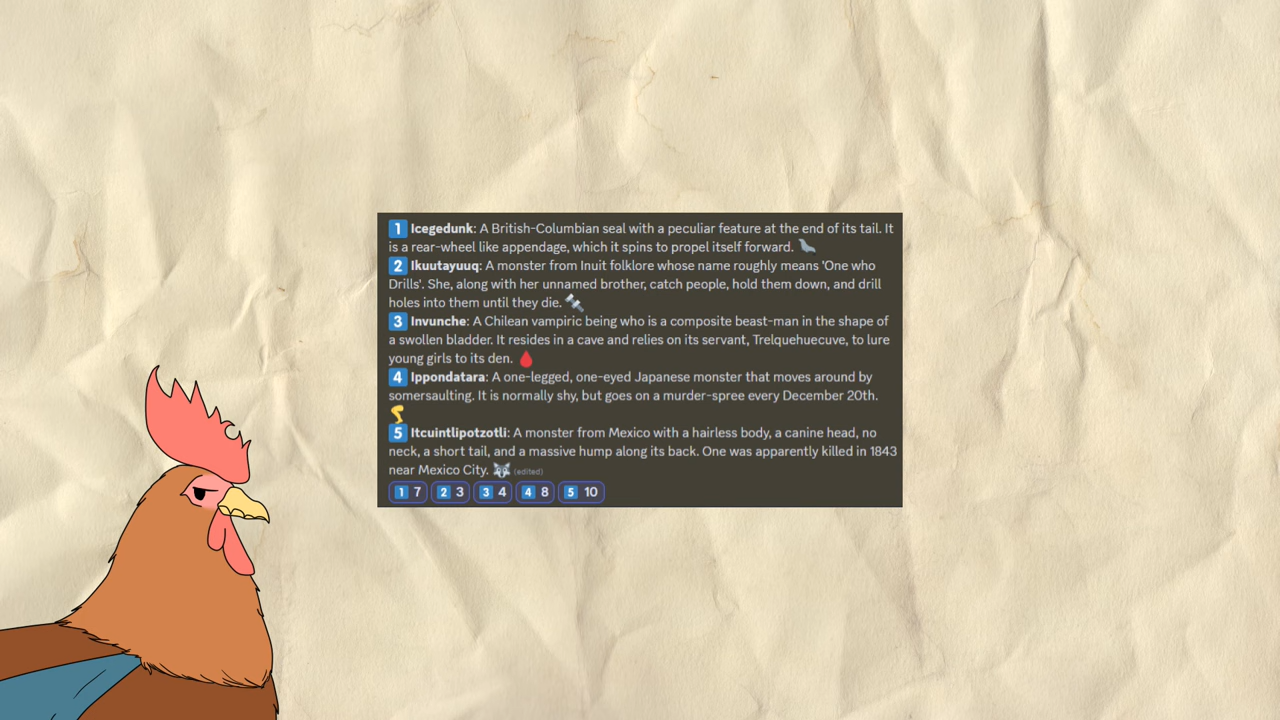 1 Icegedunk: A British-Columbian seal with a peculiar feature at the end of its tail. It
is a rear-wheel like appendage, which it spins to propel itself forward.
2 Ikuutayuuq: A monster from Inuit folklore whose name roughly means 'One who
Drills'. She, along with her unnamed brother, catch people, hold them down, and drill
holes into them until they die.
3 Invunche: A Chilean vampiric being who is a composite beast-man in the shape of
a swollen bladder. It resides in a cave and relies on its servant, Trelquehuecuve, to lure
young girls to its den.
4 Ippondatara: A one-legged, one-eyed Japanese monster that moves around by
somersaulting. It is normally shy, but goes on a murder-spree every December 20th.
5 Itcuintlipotzotli: A monster from Mexico with a hairless body, a canine head, no
neck, a short tail, and a massive hump along its back. One was apparently killed in 1843
near Mexico City. (edited)
1 7 2 3 3 4 4 8 5 10